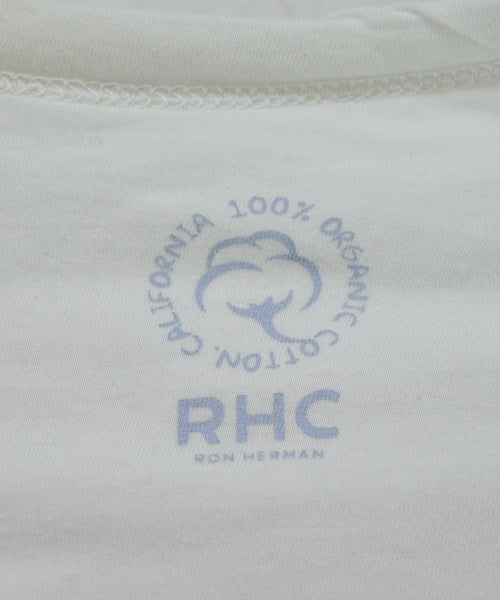 100% ORGANIC COTTON. CALIFORNIA
RHC
RON HERMAN